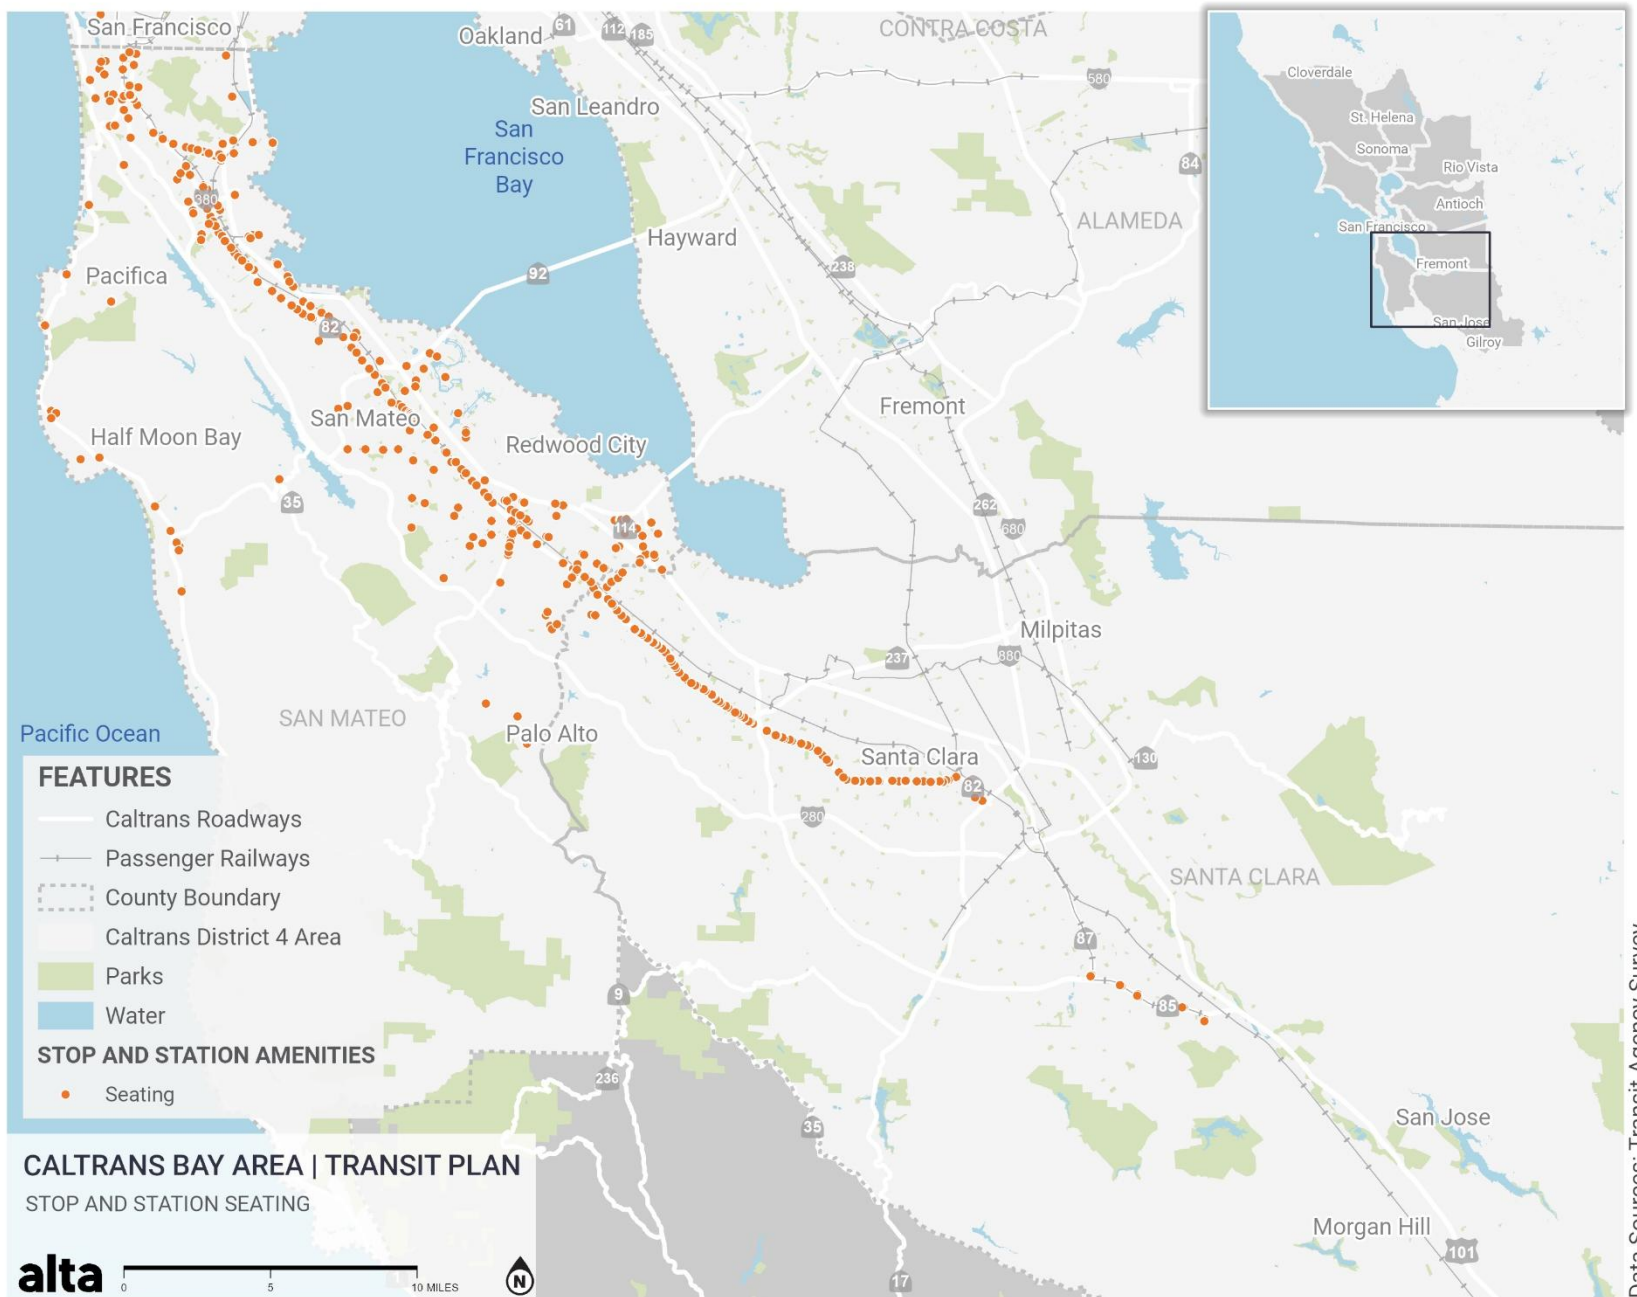 San Francisco
Oakland
61
112
185
CONTRA COSTA
580
San Leandro
San
Francisco
Bay
84
380
ALAMEDA
Hayward
238
92
Pacifica
82
Fremont
San Mateo
Half Moon Bay
Redwood City
35
262
680
114
Milpitas
237
880
SAN MATEO
Pacific Ocean
Palo Alto
Santa Clara
130
82
280
SANTA CLARA
87
9
85
236
35
San Jose
Morgan Hill
101
17
Cloverdale
St. Helena
Sonoma
Rio Vista
Antioch
San Francisco
Fremont
San Jose
Gilroy
FEATURES
Caltrans Roadways
Passenger Railways
County Boundary
Caltrans District 4 Area
Parks
Water
STOP AND STATION AMENITIES
Seating
CALTRANS BAY AREA | TRANSIT PLAN
STOP AND STATION SEATING
alta
0 5 10 MILES
N
Data Sources: Transit Agency Survey